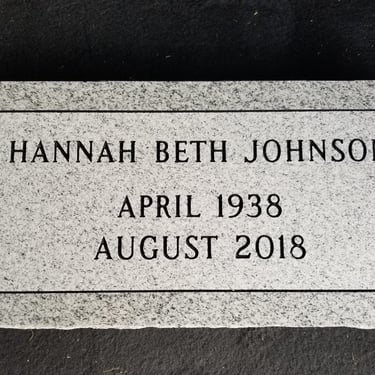 HANNAH BETH JOHNSON
APRIL 1938
AUGUST 2018